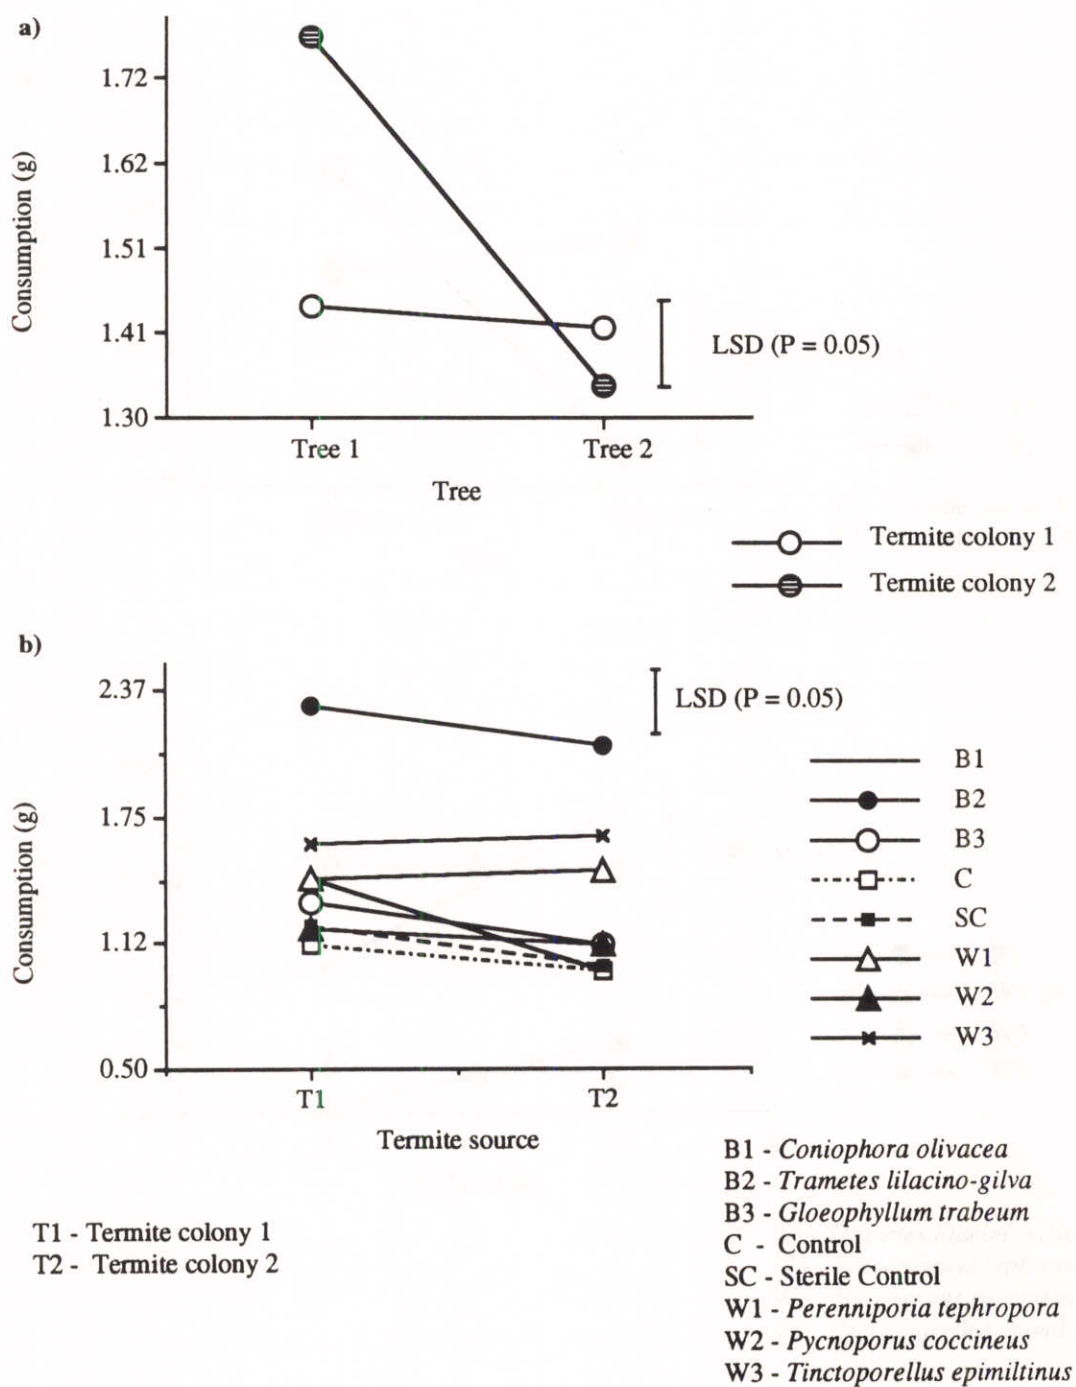 a)
Consumption (g)
1.72
1.62
1.51
1.41
1.30
Tree 1
Tree 2
Tree
LSD (P = 0.05)
Termite colony 1
Termite colony 2
b)
Consumption (g)
2.37
1.75
1.12
0.50
T1
T2
Termite source
LSD (P = 0.05)
B1
B2
B3
C
SC
W1
W2
W3
T1 - Termite colony 1
T2 - Termite colony 2
B1 - Coniophora olivacea
B2 - Trametes lilacino-gilva
B3 - Gloeophyllum trabeum
C - Control
SC - Sterile Control
W1 - Perenniporia tephropora
W2 - Pycnoporus coccineus
W3 - Tinctoporellus epimiltinus